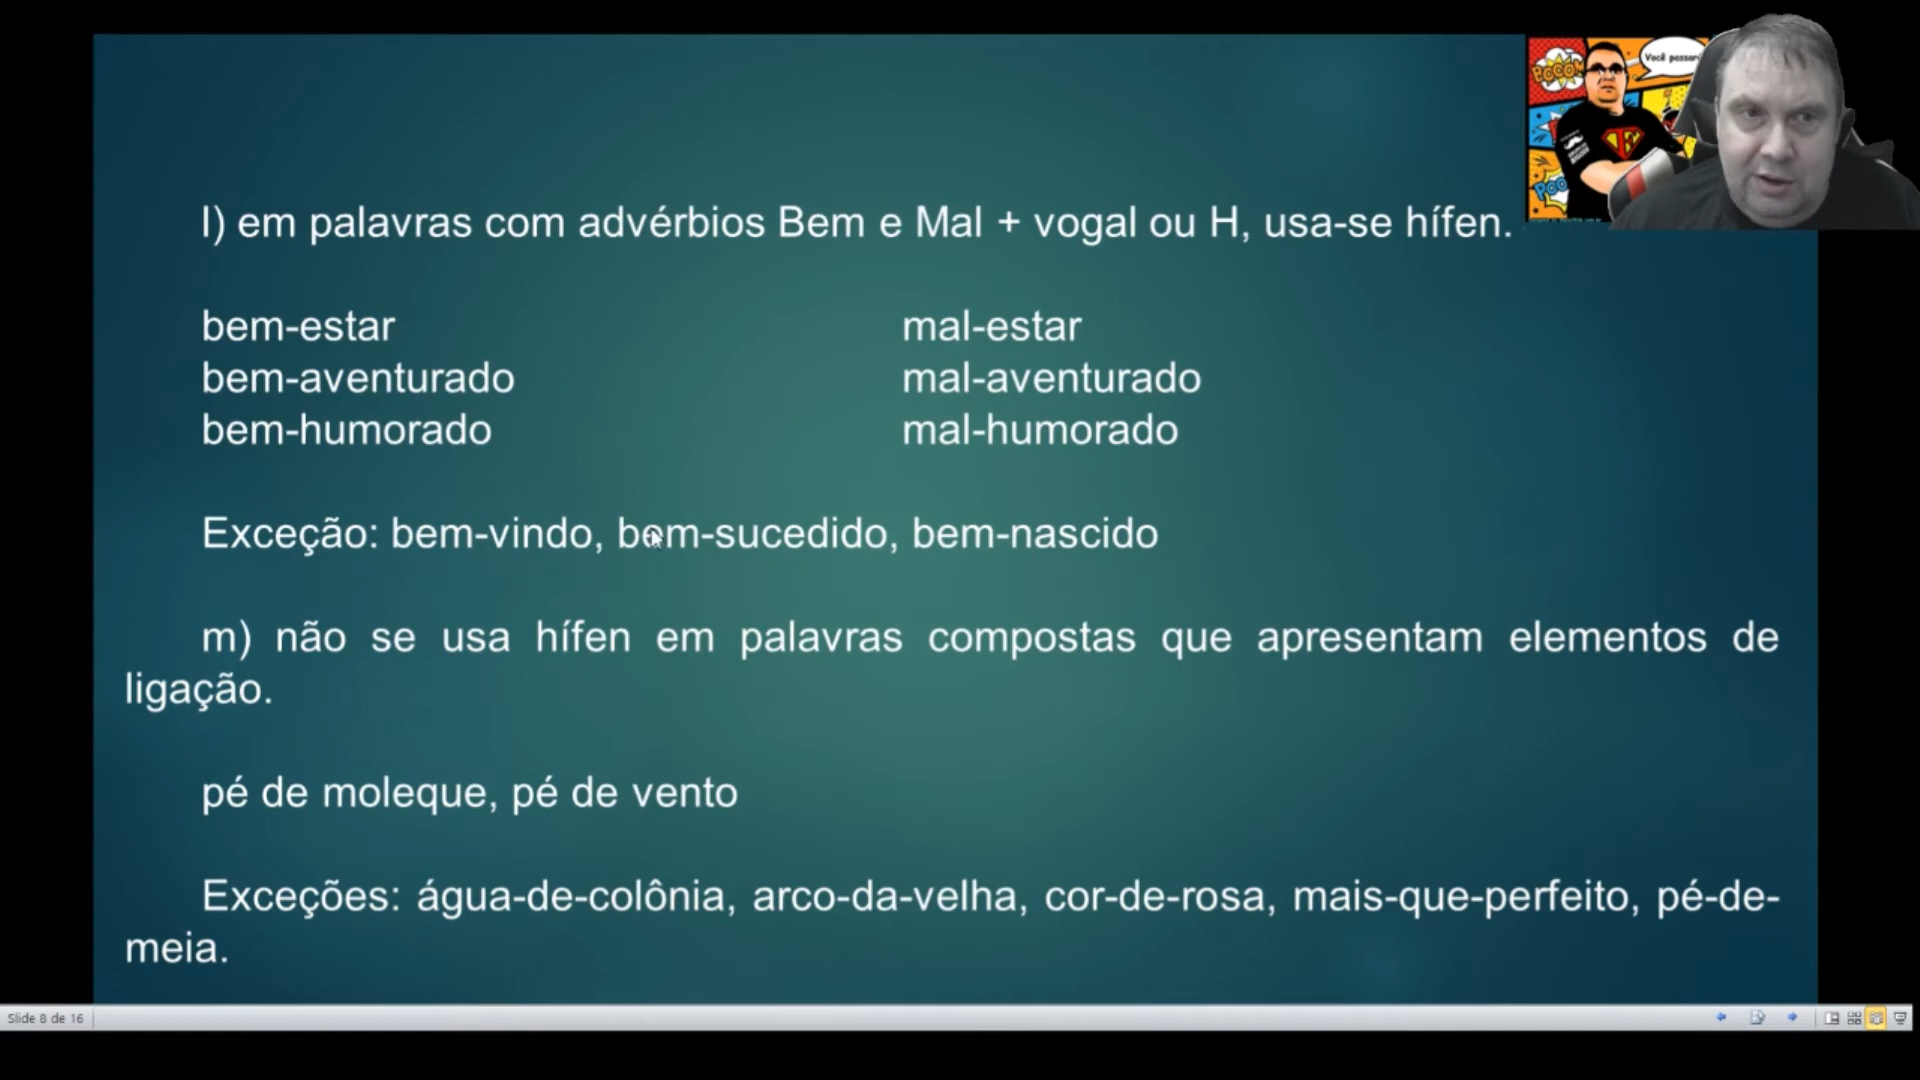 BOOOM
Você passar
l) em palavras com advérbios Bem e Mal + vogal ou H, usa-se hífen.
bem-estar mal-estar
bem-aventurado mal-aventurado
bem-humorado mal-humorado
Exceção: bem-vindo, bem-sucedido, bem-nascido
m) não se usa hífen em palavras compostas que apresentam elementos de
ligação.
pé de moleque, pé de vento
Exceções: água-de-colônia, arco-da-velha, cor-de-rosa, mais-que-perfeito, pé-de-
meia.
Slide 8 de 16